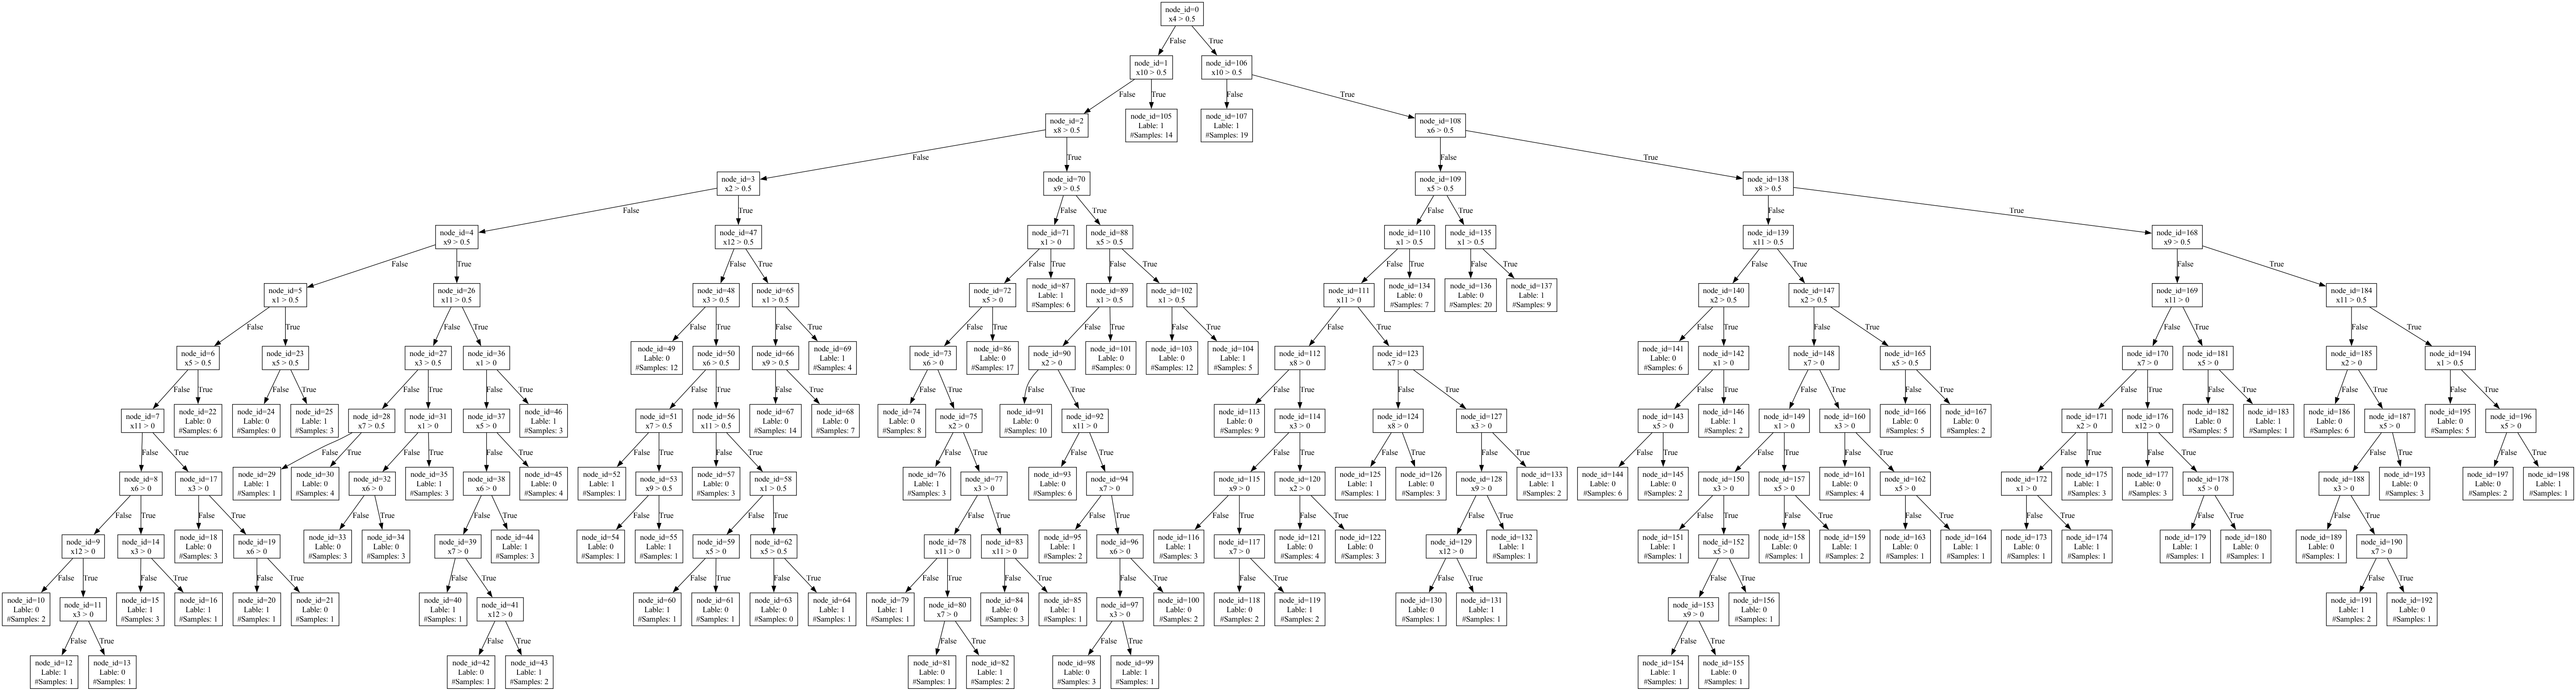 node_id=0
x4 > 0.5
False True
node_id=1 node_id=106
x10 > 0.5 x10 > 0.5
False True False True
node_id=2 node_id=105 node_id=107 node_id=108
x8 > 0.5 Lable: 1 Lable: 1 x6 > 0.5
#Samples: 14 #Samples: 19
False True False True
node_id=3 node_id=70 node_id=109 node_id=138
x2 > 0.5 x9 > 0.5 x5 > 0.5 x8 > 0.5
False True False True False True False True
node_id=4 node_id=47 node_id=71 node_id=88 node_id=110 node_id=135 node_id=139 node_id=168
x9 > 0.5 x12 > 0.5 x1 > 0 x5 > 0.5 x1 > 0.5 x1 > 0.5 x11 > 0.5 x9 > 0.5
False True False True False True False True False True False True False True False True
node_id=5 node_id=26 node_id=48 node_id=65 node_id=72 node_id=87 node_id=89 node_id=102 node_id=111 node_id=134 node_id=136 node_id=137 node_id=140 node_id=147 node_id=169 node_id=184
x1 > 0.5 x11 > 0.5 x3 > 0.5 x1 > 0.5 x5 > 0 Lable: 1 x1 > 0.5 x1 > 0.5 x11 > 0 Lable: 0 Lable: 0 Lable: 1 x2 > 0.5 x2 > 0.5 x11 > 0 x11 > 0.5
#Samples: 6 #Samples: 7 #Samples: 20 #Samples: 9
False True False True False True False True False True False True False True False True False True False True False True False True
node_id=6 node_id=23 node_id=27 node_id=36 node_id=49 node_id=50 node_id=66 node_id=69 node_id=73 node_id=86 node_id=90 node_id=101 node_id=103 node_id=104 node_id=112 node_id=123 node_id=141 node_id=142 node_id=148 node_id=165 node_id=170 node_id=181 node_id=185 node_id=194
x5 > 0.5 x5 > 0.5 x3 > 0.5 x1 > 0 Lable: 0 x6 > 0.5 x9 > 0.5 Lable: 1 x6 > 0 Lable: 0 x2 > 0 Lable: 0 Lable: 0 Lable: 1 x8 > 0 x7 > 0 Lable: 0 x1 > 0 x7 > 0 x5 > 0.5 x7 > 0 x5 > 0 x2 > 0 x1 > 0.5
#Samples: 12 #Samples: 4 #Samples: 17 #Samples: 0 #Samples: 12 #Samples: 5 #Samples: 6
False True False True False True False True False True False True False True False True False True False True False True False True False True False True False True False True False True
node_id=7 node_id=22 node_id=24 node_id=25 node_id=28 node_id=31 node_id=37 node_id=46 node_id=51 node_id=56 node_id=67 node_id=68 node_id=74 node_id=75 node_id=91 node_id=92 node_id=113 node_id=114 node_id=124 node_id=127 node_id=143 node_id=146 node_id=149 node_id=160 node_id=166 node_id=167 node_id=171 node_id=176 node_id=182 node_id=183 node_id=186 node_id=187 node_id=195 node_id=196
x11 > 0 Lable: 0 Lable: 0 Lable: 1 x7 > 0.5 x1 > 0 x5 > 0 Lable: 1 x7 > 0.5 x11 > 0.5 Lable: 0 Lable: 0 Lable: 0 x2 > 0 Lable: 0 x11 > 0 Lable: 0 x3 > 0 x8 > 0 x3 > 0 x5 > 0 Lable: 1 x1 > 0 x3 > 0 Lable: 0 Lable: 0 x2 > 0 x12 > 0 Lable: 0 Lable: 1 Lable: 0 x5 > 0 Lable: 0 x5 > 0
#Samples: 6 #Samples: 0 #Samples: 3 #Samples: 3 #Samples: 14 #Samples: 7 #Samples: 8 #Samples: 10 #Samples: 9 #Samples: 2 #Samples: 5 #Samples: 2 #Samples: 5 #Samples: 1 #Samples: 6 #Samples: 5
False True False True False True False True False True False True False True False True False True False True False True False True False True False True False True False True False True False True
node_id=8 node_id=17 node_id=29 node_id=30 node_id=32 node_id=35 node_id=38 node_id=45 node_id=52 node_id=53 node_id=57 node_id=58 node_id=76 node_id=77 node_id=93 node_id=94 node_id=115 node_id=120 node_id=125 node_id=126 node_id=128 node_id=133 node_id=144 node_id=145 node_id=150 node_id=157 node_id=161 node_id=162 node_id=172 node_id=175 node_id=177 node_id=178 node_id=188 node_id=193 node_id=197 node_id=198
x6 > 0 x3 > 0 Lable: 1 Lable: 0 x6 > 0 Lable: 1 x6 > 0 Lable: 0 Lable: 1 x9 > 0.5 Lable: 0 x1 > 0.5 Lable: 1 x3 > 0 Lable: 0 x7 > 0 x9 > 0 x2 > 0 Lable: 1 Lable: 0 x9 > 0 Lable: 1 Lable: 0 Lable: 0 x3 > 0 x5 > 0 Lable: 0 x5 > 0 x1 > 0 Lable: 1 Lable: 0 x5 > 0 x3 > 0 Lable: 0 Lable: 0 Lable: 1
#Samples: 1 #Samples: 4 #Samples: 3 #Samples: 4 #Samples: 1 #Samples: 3 #Samples: 3 #Samples: 6 #Samples: 1 #Samples: 3 #Samples: 2 #Samples: 6 #Samples: 2 #Samples: 4 #Samples: 3 #Samples: 3 #Samples: 3 #Samples: 2 #Samples: 1
False True False True False True False True False True False True False True False True False True False True False True False True False True False True False True False True False True
node_id=9 node_id=14 node_id=18 node_id=19 node_id=33 node_id=34 node_id=39 node_id=44 node_id=54 node_id=55 node_id=59 node_id=62 node_id=78 node_id=83 node_id=95 node_id=96 node_id=116 node_id=117 node_id=121 node_id=122 node_id=129 node_id=132 node_id=151 node_id=152 node_id=158 node_id=159 node_id=163 node_id=164 node_id=173 node_id=174 node_id=179 node_id=180 node_id=189 node_id=190
x12 > 0 x3 > 0 Lable: 0 x6 > 0 Lable: 0 Lable: 0 x7 > 0 Lable: 1 Lable: 0 Lable: 1 x5 > 0 x5 > 0.5 x11 > 0 x11 > 0 Lable: 1 x6 > 0 Lable: 1 x7 > 0 Lable: 0 Lable: 0 x12 > 0 Lable: 1 Lable: 1 x5 > 0 Lable: 0 Lable: 1 Lable: 0 Lable: 1 Lable: 0 Lable: 1 Lable: 1 Lable: 0 Lable: 0 x7 > 0
#Samples: 3 #Samples: 3 #Samples: 3 #Samples: 3 #Samples: 1 #Samples: 1 #Samples: 2 #Samples: 3 #Samples: 4 #Samples: 3 #Samples: 1 #Samples: 1 #Samples: 1 #Samples: 2 #Samples: 1 #Samples: 1 #Samples: 1 #Samples: 1 #Samples: 1 #Samples: 1 #Samples: 1
False True False True False True False True False True False True False True False True False True False True False True False True False True
node_id=10 node_id=11 node_id=15 node_id=16 node_id=20 node_id=21 node_id=40 node_id=41 node_id=60 node_id=61 node_id=63 node_id=64 node_id=79 node_id=80 node_id=84 node_id=85 node_id=97 node_id=100 node_id=118 node_id=119 node_id=130 node_id=131 node_id=153 node_id=156 node_id=191 node_id=192
Lable: 0 x3 > 0 Lable: 1 Lable: 1 Lable: 1 Lable: 0 Lable: 1 x12 > 0 Lable: 1 Lable: 0 Lable: 0 Lable: 1 Lable: 1 x7 > 0 Lable: 0 Lable: 1 x3 > 0 Lable: 0 Lable: 0 Lable: 1 Lable: 0 Lable: 1 x9 > 0 Lable: 0 Lable: 1 Lable: 0
#Samples: 2 #Samples: 3 #Samples: 1 #Samples: 1 #Samples: 1 #Samples: 1 #Samples: 1 #Samples: 1 #Samples: 0 #Samples: 1 #Samples: 1 #Samples: 3 #Samples: 1 #Samples: 2 #Samples: 2 #Samples: 2 #Samples: 1 #Samples: 1 #Samples: 1 #Samples: 2 #Samples: 1
False True False True False True False True False True
node_id=12 node_id=13 node_id=42 node_id=43 node_id=81 node_id=82 node_id=98 node_id=99 node_id=154 node_id=155
Lable: 1 Lable: 0 Lable: 0 Lable: 1 Lable: 0 Lable: 1 Lable: 0 Lable: 1 Lable: 1 Lable: 0
#Samples: 1 #Samples: 1 #Samples: 1 #Samples: 2 #Samples: 1 #Samples: 2 #Samples: 3 #Samples: 1 #Samples: 1 #Samples: 1